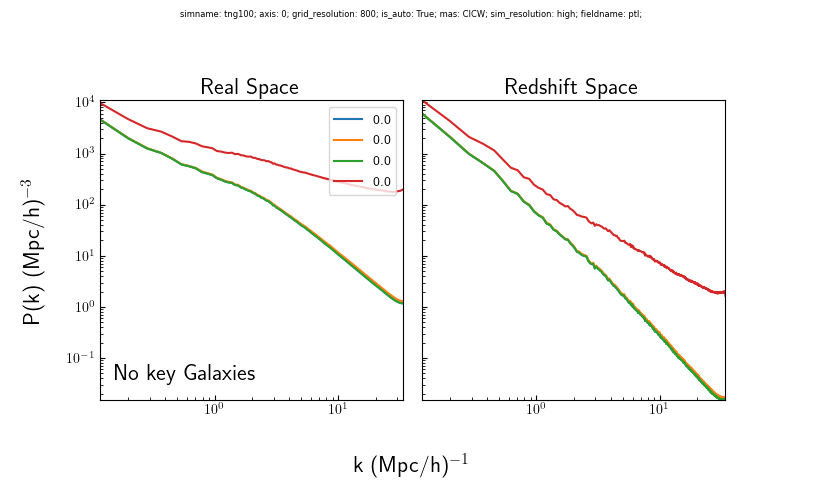 simname: tng100; axis: 0; grid_resolution: 800; is_auto: True; mas: CICW; sim_resolution: high; fieldname: ptl;
Real Space
Redshift Space
10^4
10^3
10^2
10^1
10^0
10^−1
0.0
0.0
0.0
0.0
P(k) (Mpc/h)^−3
No key Galaxies
10^0
10^1
10^0
10^1
k (Mpc/h)^−1